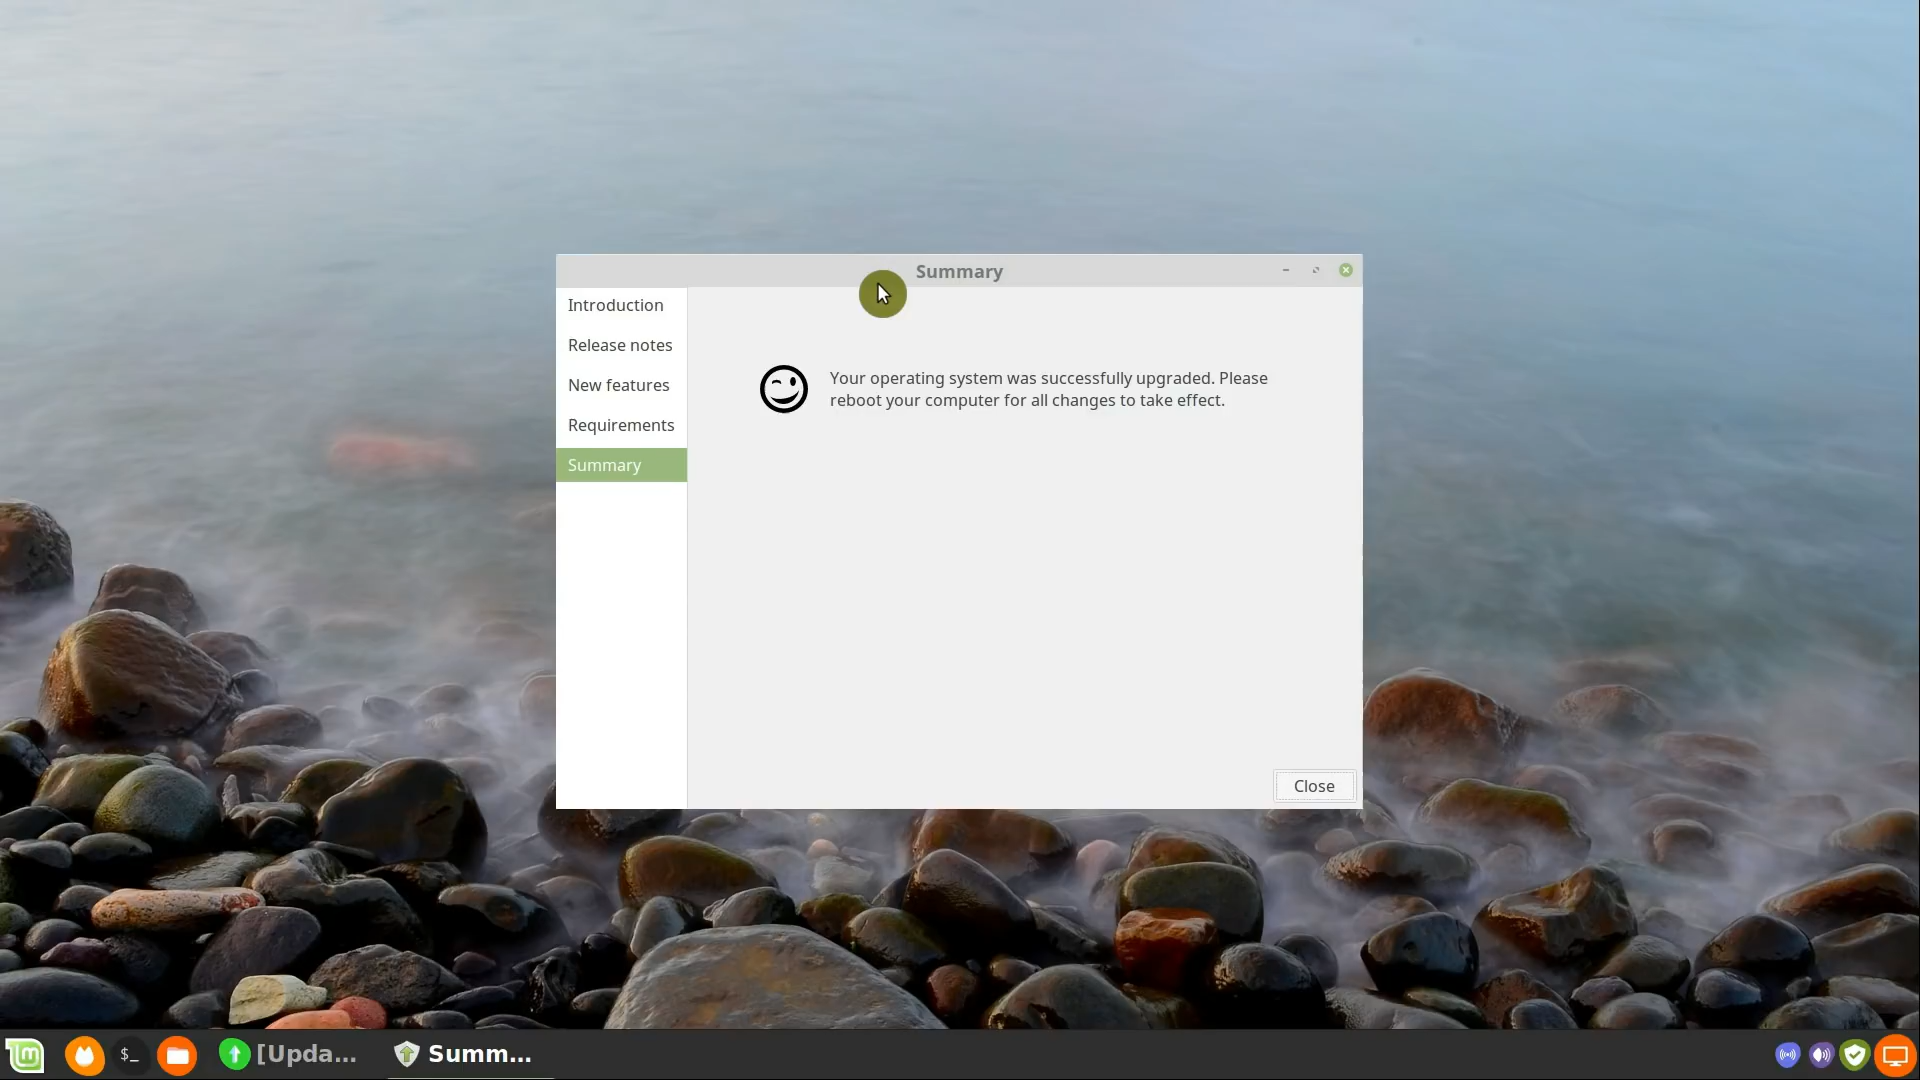 Summary
Introduction
Release notes
New features
Requirements
Summary
Your operating system was successfully upgraded. Please
reboot your computer for all changes to take effect.
Close
$_
[Upda...
Summ...